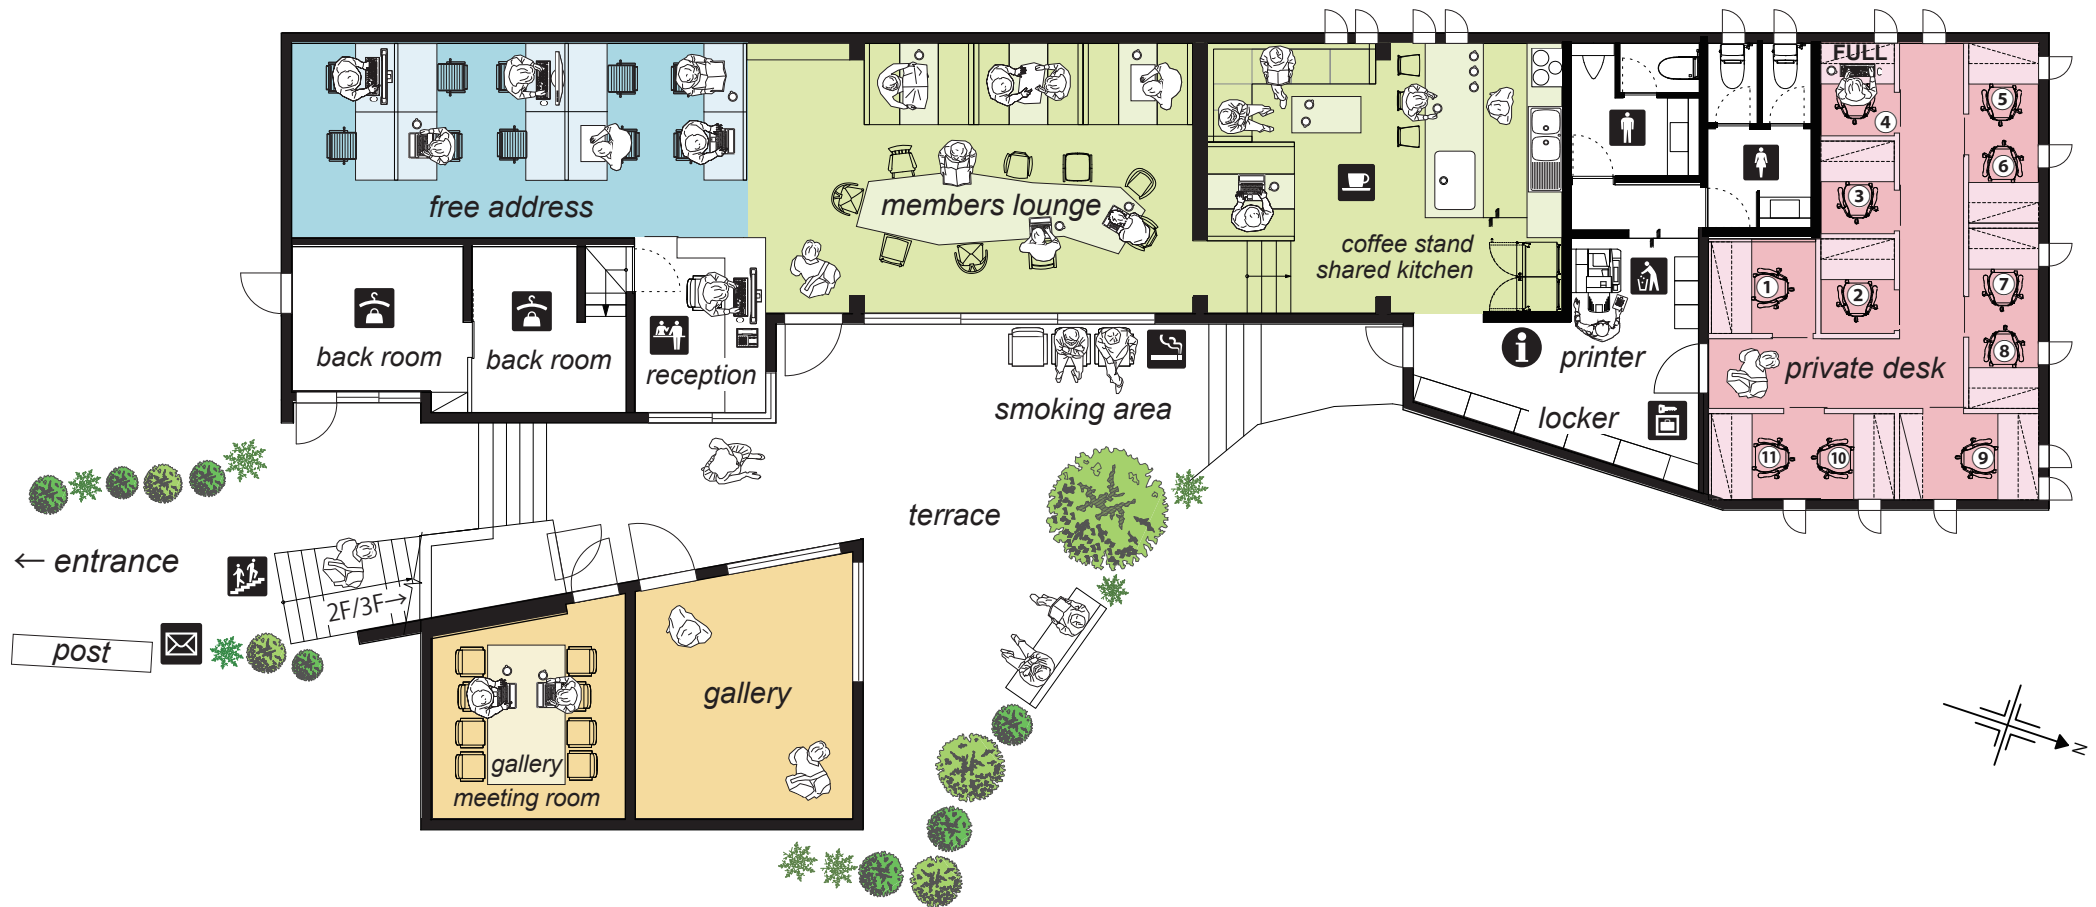 FULL
C
5
4
6
3
free address
members lounge
coffee stand
shared kitchen
1
2
7
8
back room
back room
reception
smoking area
i
printer
private desk
locker
11
10
9
terrace
← entrance
2F/3F→
post
gallery
gallery
meeting room
N